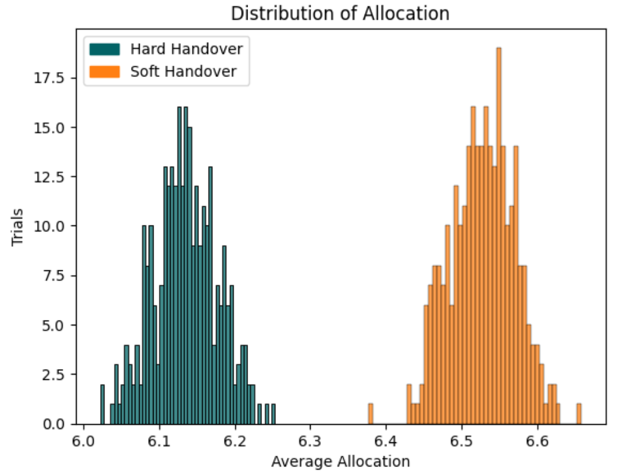 Distribution of Allocation
Hard Handover
Soft Handover
17.5
15.0
12.5
10.0
7.5
5.0
2.5
0.0
Trials
6.0 6.1 6.2 6.3 6.4 6.5 6.6
Average Allocation